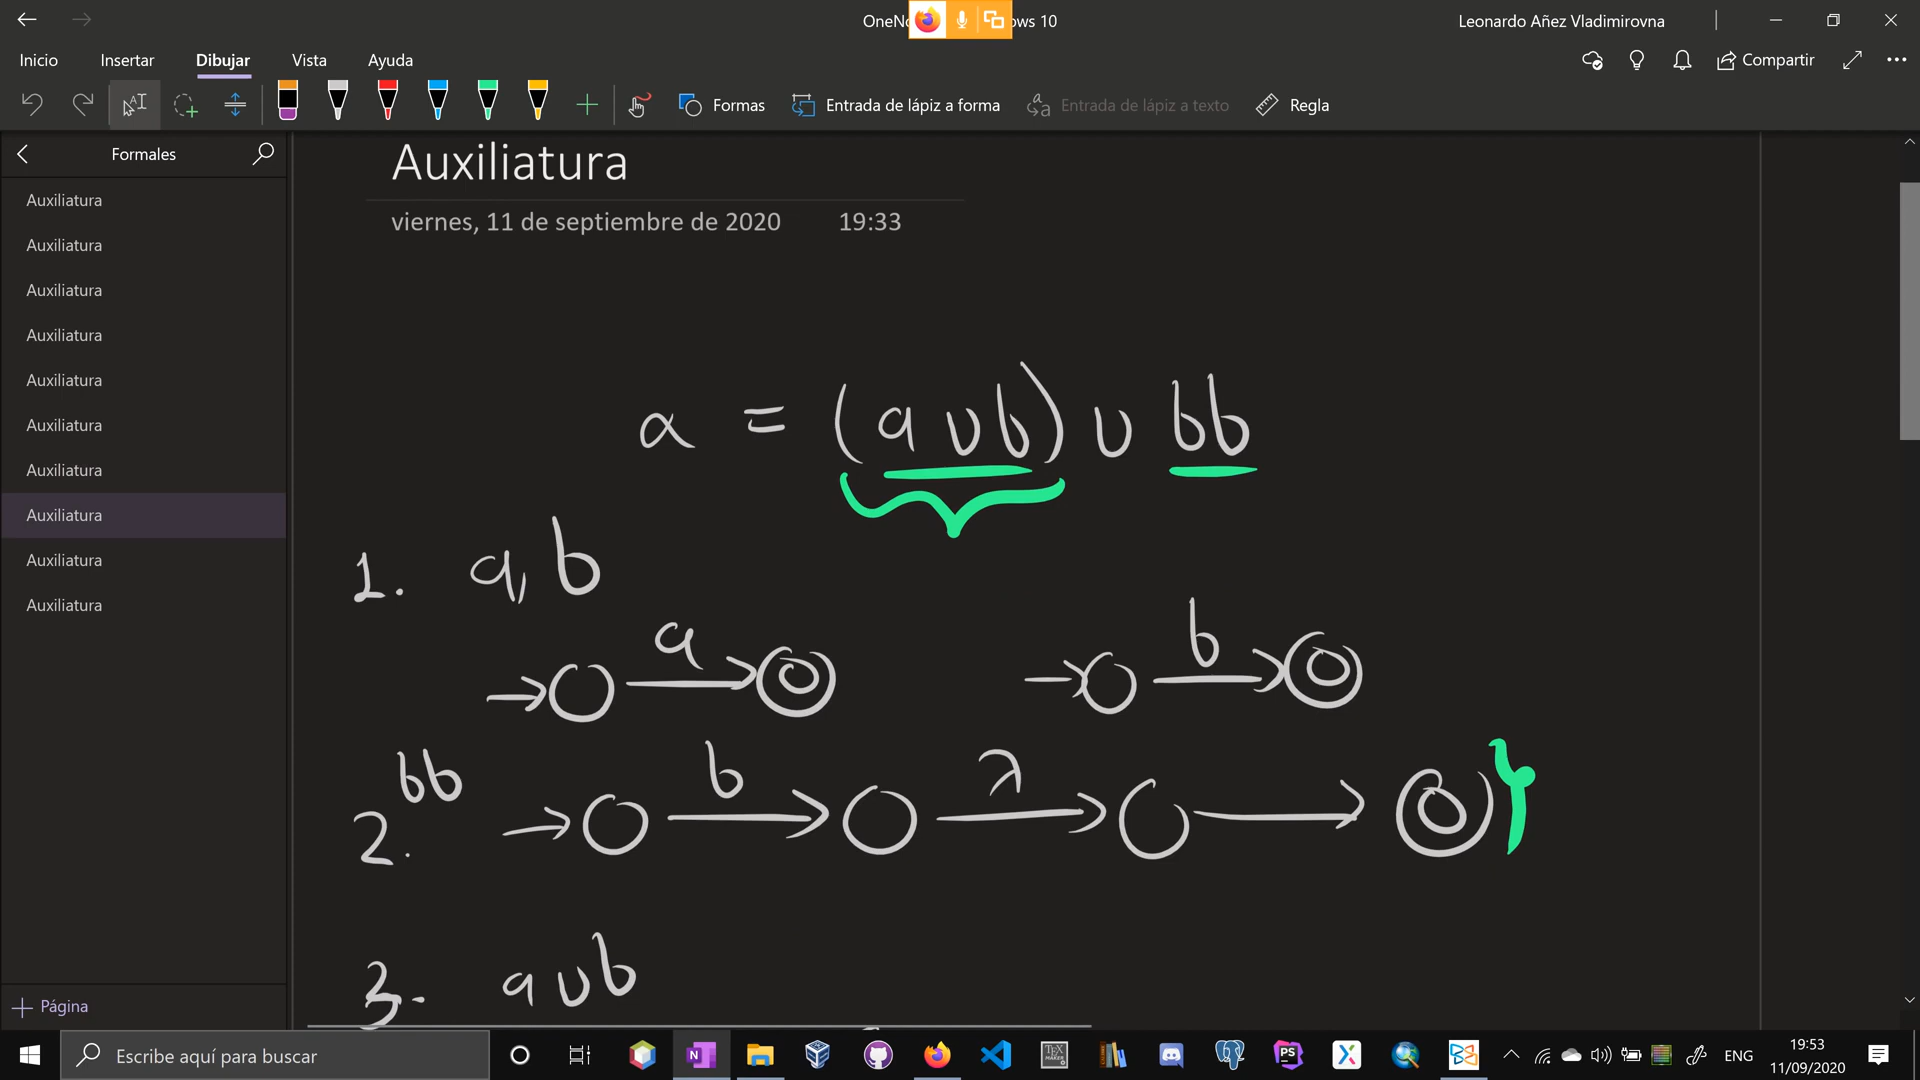 OneNo ows 10
Leonardo Añez Vladimirovna
Inicio Insertar Dibujar Vista Ayuda
Compartir
Formas
Entrada de lápiz a forma
Entrada de lápiz a texto
Regla
Formales
Auxiliatura
Auxiliatura
Auxiliatura
Auxiliatura
Auxiliatura
Auxiliatura
Auxiliatura
Auxiliatura
Auxiliatura
Auxiliatura
Página
Auxiliatura
viernes, 11 de septiembre de 2020 19:33
α = (a ∪ b) ∪ bb
1. a, b
a b
2. bb b λ
3. a ∪ b
Escribe aquí para buscar
ENG
19:53
11/09/2020